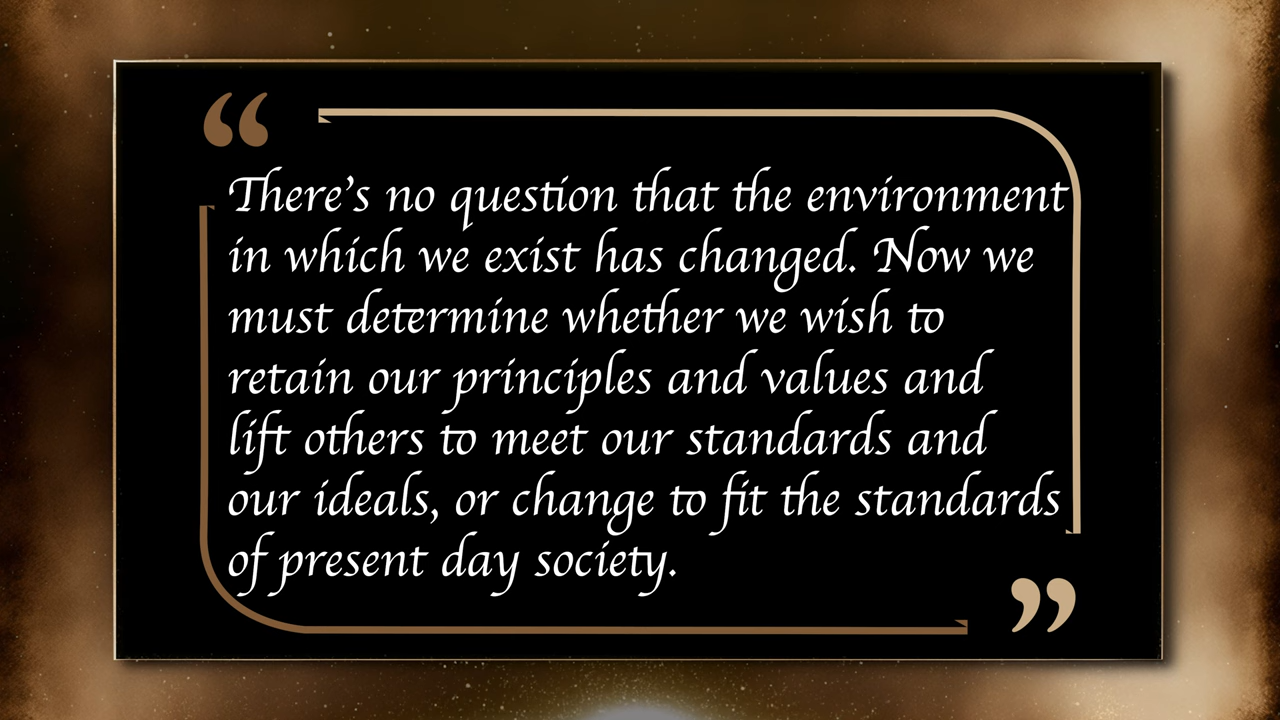 “
There’s no question that the environment
in which we exist has changed. Now we
must determine whether we wish to
retain our principles and values and
lift others to meet our standards and
our ideals, or change to fit the standards
of present day society.
”